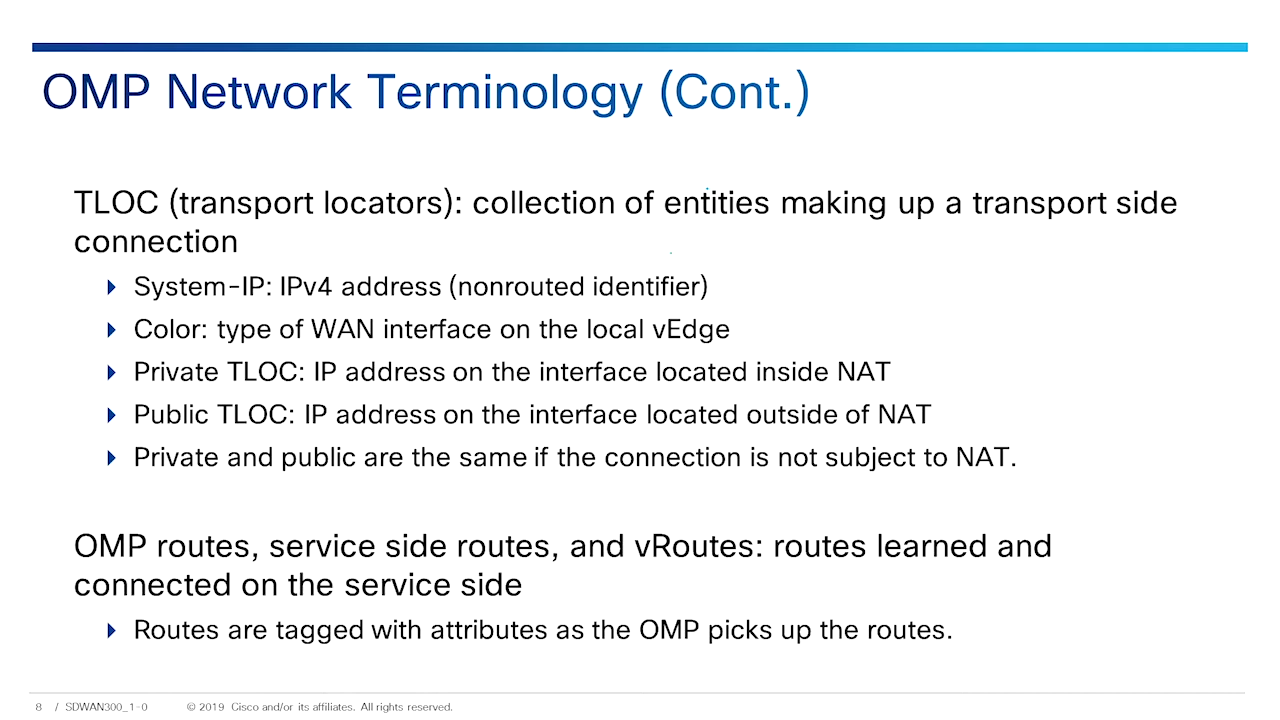 OMP Network Terminology (Cont.)
TLOC (transport locators): collection of entities making up a transport side
connection
System-IP: IPv4 address (nonrouted identifier)
Color: type of WAN interface on the local vEdge
Private TLOC: IP address on the interface located inside NAT
Public TLOC: IP address on the interface located outside of NAT
Private and public are the same if the connection is not subject to NAT.
OMP routes, service side routes, and vRoutes: routes learned and
connected on the service side
Routes are tagged with attributes as the OMP picks up the routes.
8 / SDWAN300_1-0 © 2019 Cisco and/or its affiliates. All rights reserved.